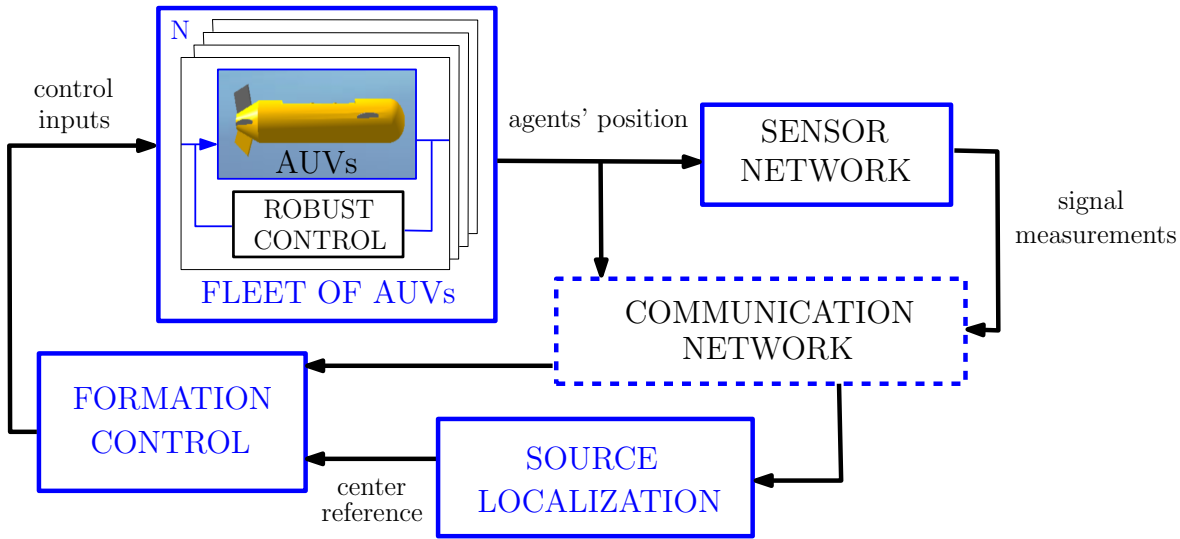 N
control
inputs
AUVs
ROBUST
CONTROL
FLEET OF AUVs
agents' position
SENSOR
NETWORK
signal
measurements
COMMUNICATION
NETWORK
FORMATION
CONTROL
center
reference
SOURCE
LOCALIZATION